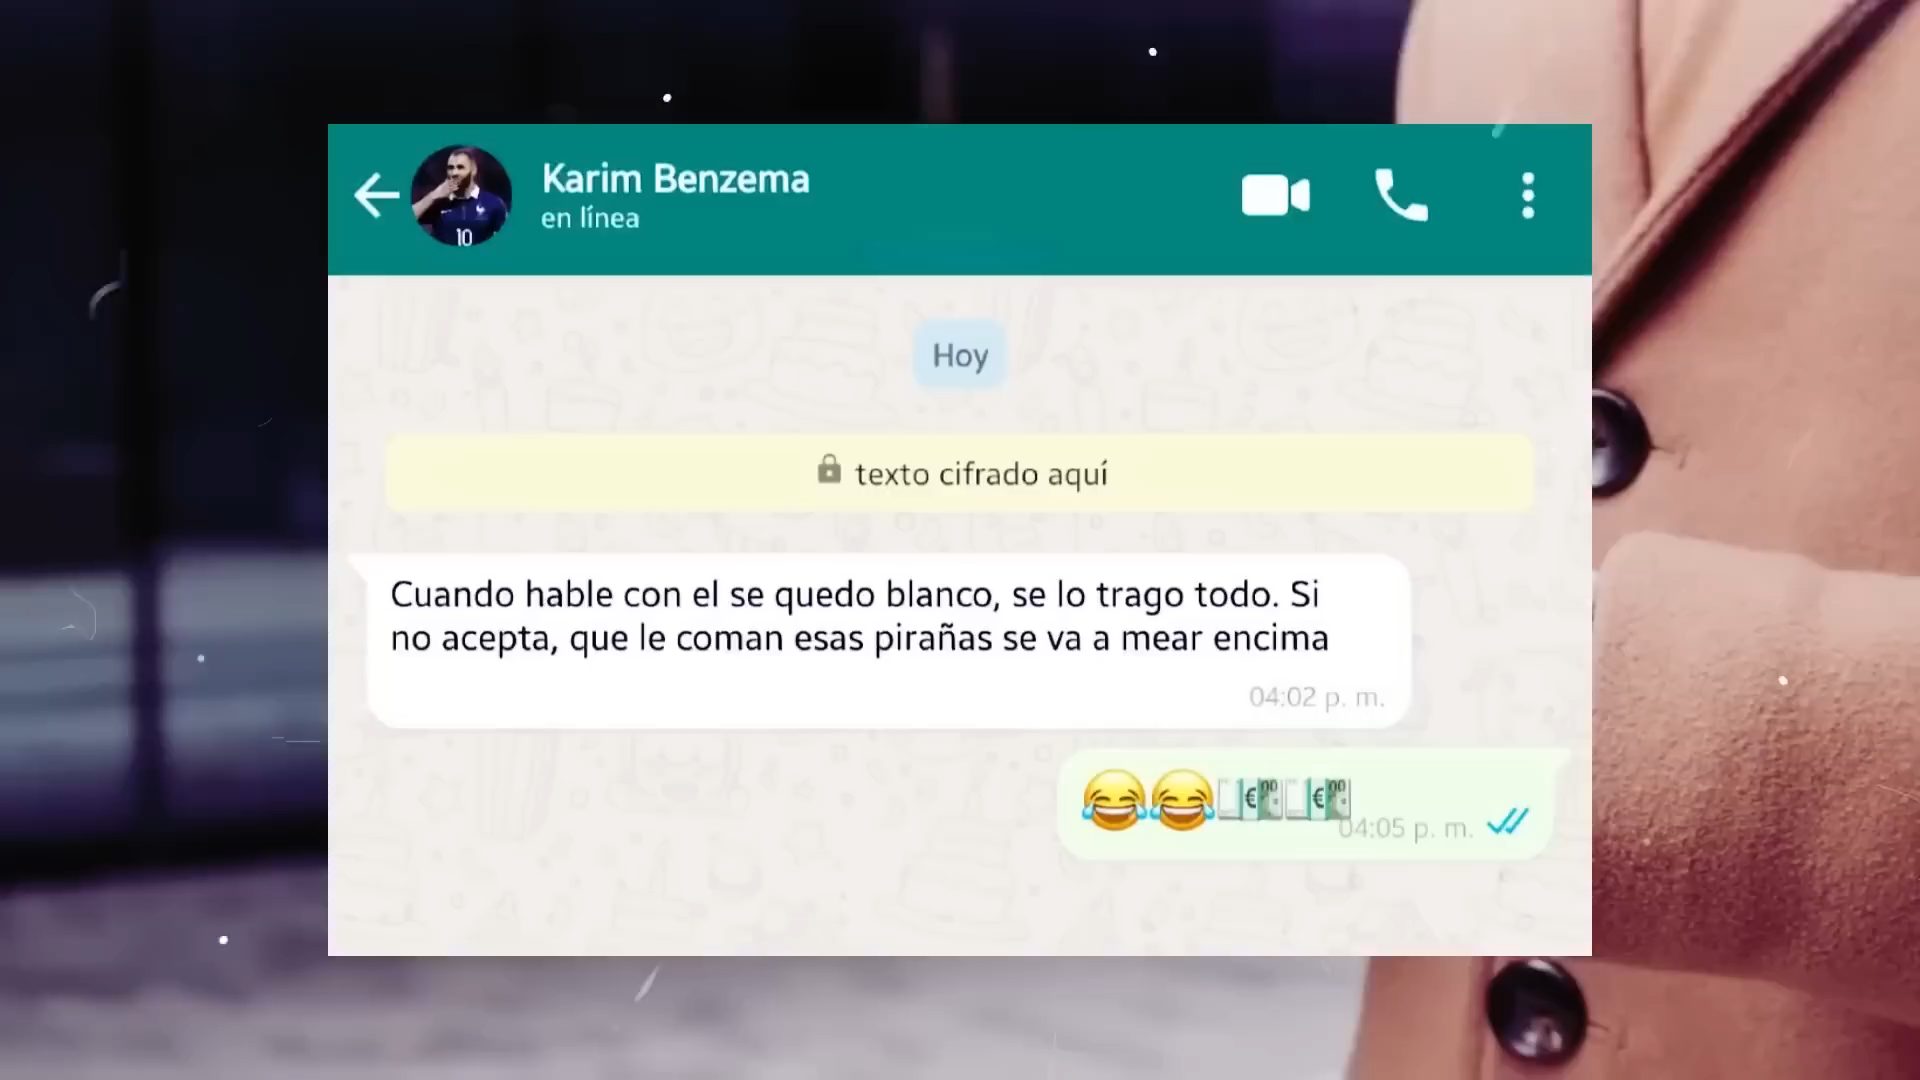 Karim Benzema
en línea
10
Hoy
texto cifrado aquí
Cuando hable con el se quedo blanco, se lo trago todo. Si
no acepta, que le coman esas pirañas se va a mear encima
04:02 p. m.
😂😂💶💶
04:05 p. m.